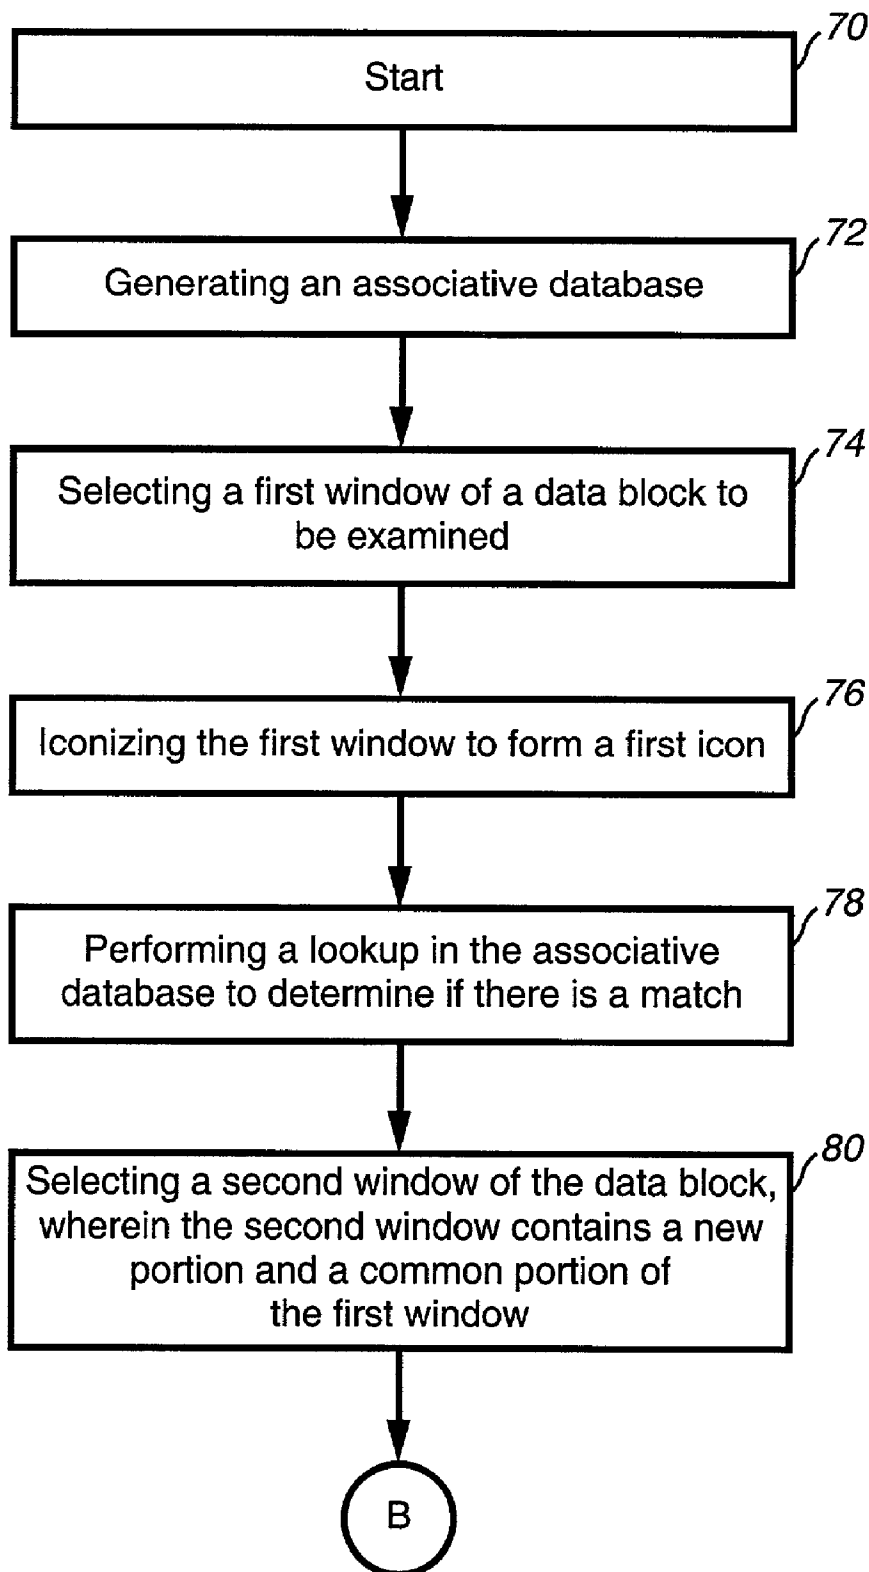 70
Start
72
Generating an associative database
74
Selecting a first window of a data block to
be examined
76
Iconizing the first window to form a first icon
78
Performing a lookup in the associative
database to determine if there is a match
80
Selecting a second window of the data block,
wherein the second window contains a new
portion and a common portion of
the first window
B